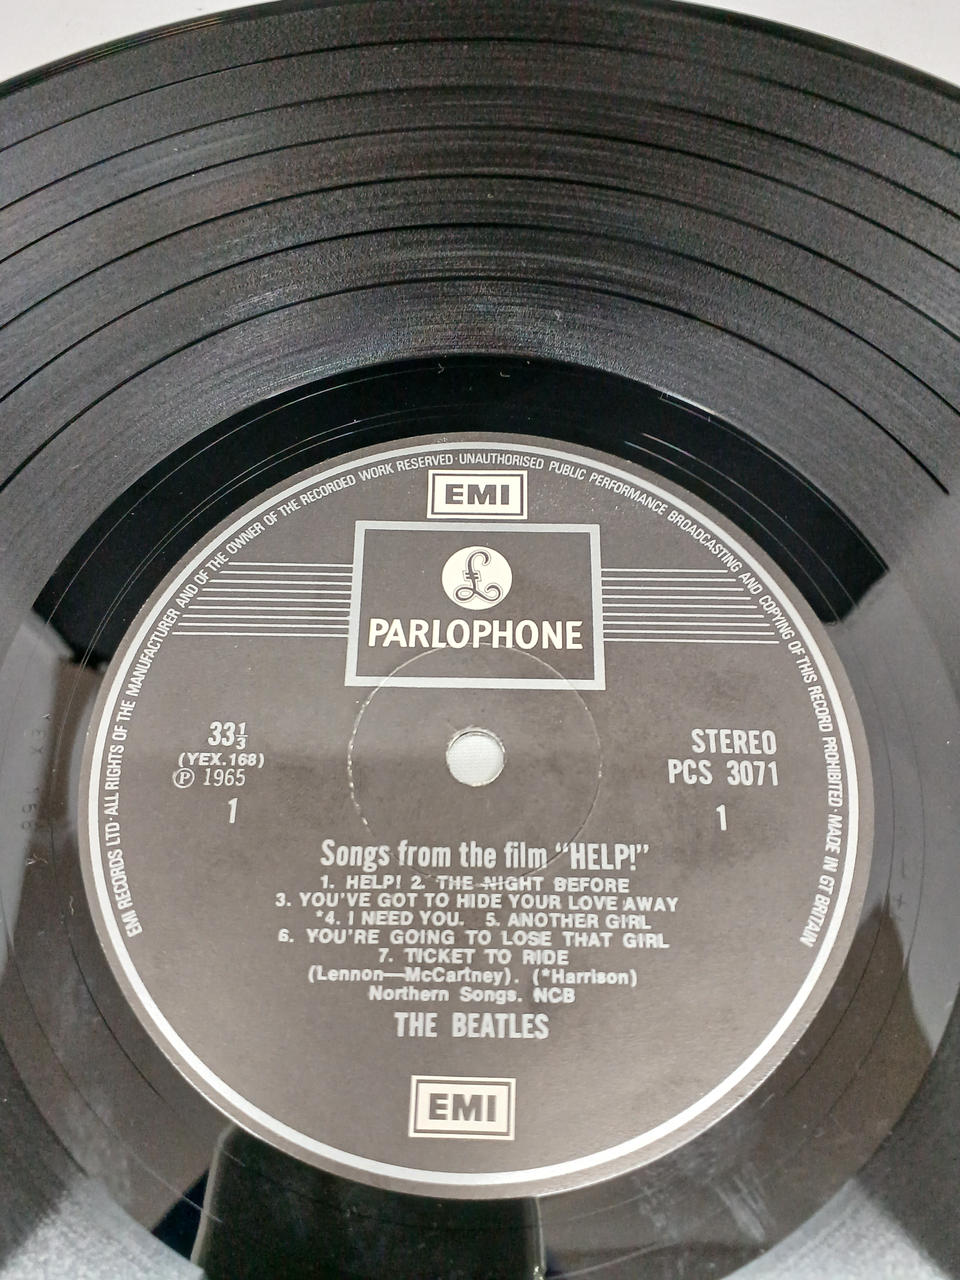 EMI RECORDS LTD · ALL RIGHTS OF THE MANUFACTURER AND OF THE OWNER OF THE RECORDED WORK RESERVED · UNAUTHORISED PUBLIC PERFORMANCE BROADCASTING AND COPYING OF THIS RECORD PROHIBITED · MADE IN GT BRITAIN
EMI
£
PARLOPHONE
33⅓
(YEX.168)
℗ 1965
1
STEREO
PCS 3071
1
Songs from the film "HELP!"
1. HELP! 2. THE NIGHT BEFORE
3. YOU'VE GOT TO HIDE YOUR LOVE AWAY
*4. I NEED YOU. 5. ANOTHER GIRL
6. YOU'RE GOING TO LOSE THAT GIRL
7. TICKET TO RIDE
(Lennon—McCartney). (*Harrison)
Northern Songs. NCB
THE BEATLES
EMI